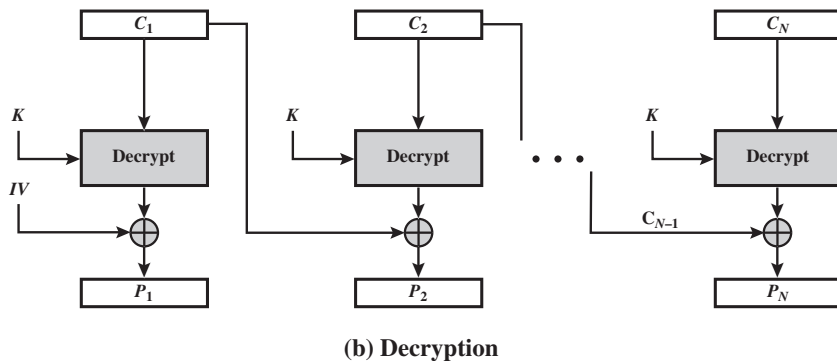 C1 C2 CN
K K K
Decrypt Decrypt Decrypt
IV
CN–1
P1 P2 PN
(b) Decryption